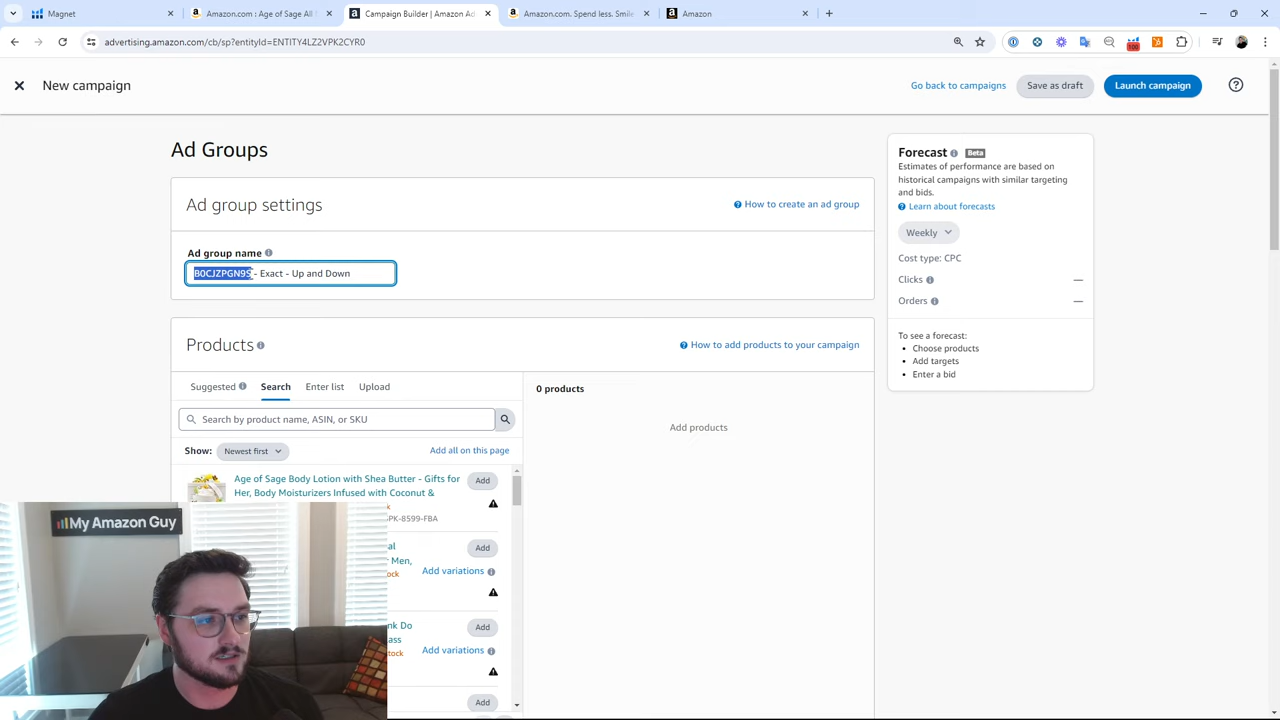 Magnet
Amazon.com : Age of Sage All N
Campaign Builder | Amazon Ad
Amazon.com. Spend less. Smile
Amazon
advertising.amazon.com/cb/sp?entityId=ENTITY4LZ2VPK2CYR0
100
New campaign
Go back to campaigns
Save as draft
Launch campaign
Ad Groups
Ad group settings
How to create an ad group
Ad group name
B0CJZPGN9S - Exact - Up and Down
Products
How to add products to your campaign
Suggested
Search
Enter list
Upload
Search by product name, ASIN, or SKU
Show:
Newest first
Add all on this page
Age of Sage Body Lotion with Shea Butter - Gifts for
Her, Body Moisturizers Infused with Coconut &
Add
PK-8599-FBA
Add
Men,
Add variations
Add
nk Do
Add variations
Add
0 products
Add products
Forecast
Beta
Estimates of performance are based on
historical campaigns with similar targeting
and bids.
Learn about forecasts
Weekly
Cost type: CPC
Clicks —
Orders —
To see a forecast:
• Choose products
• Add targets
• Enter a bid
My Amazon Guy